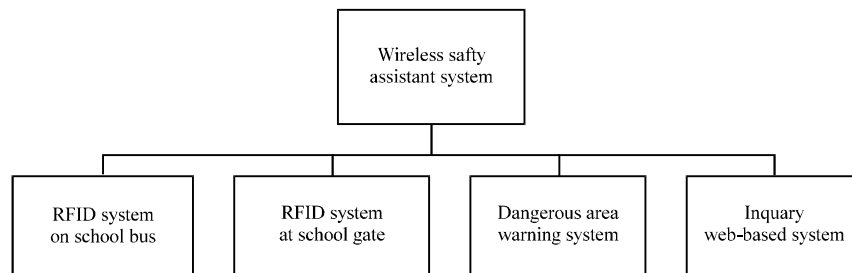 Wireless safty
assistant system
RFID system
on school bus
RFID system
at school gate
Dangerous area
warning system
Inquary
web-based system